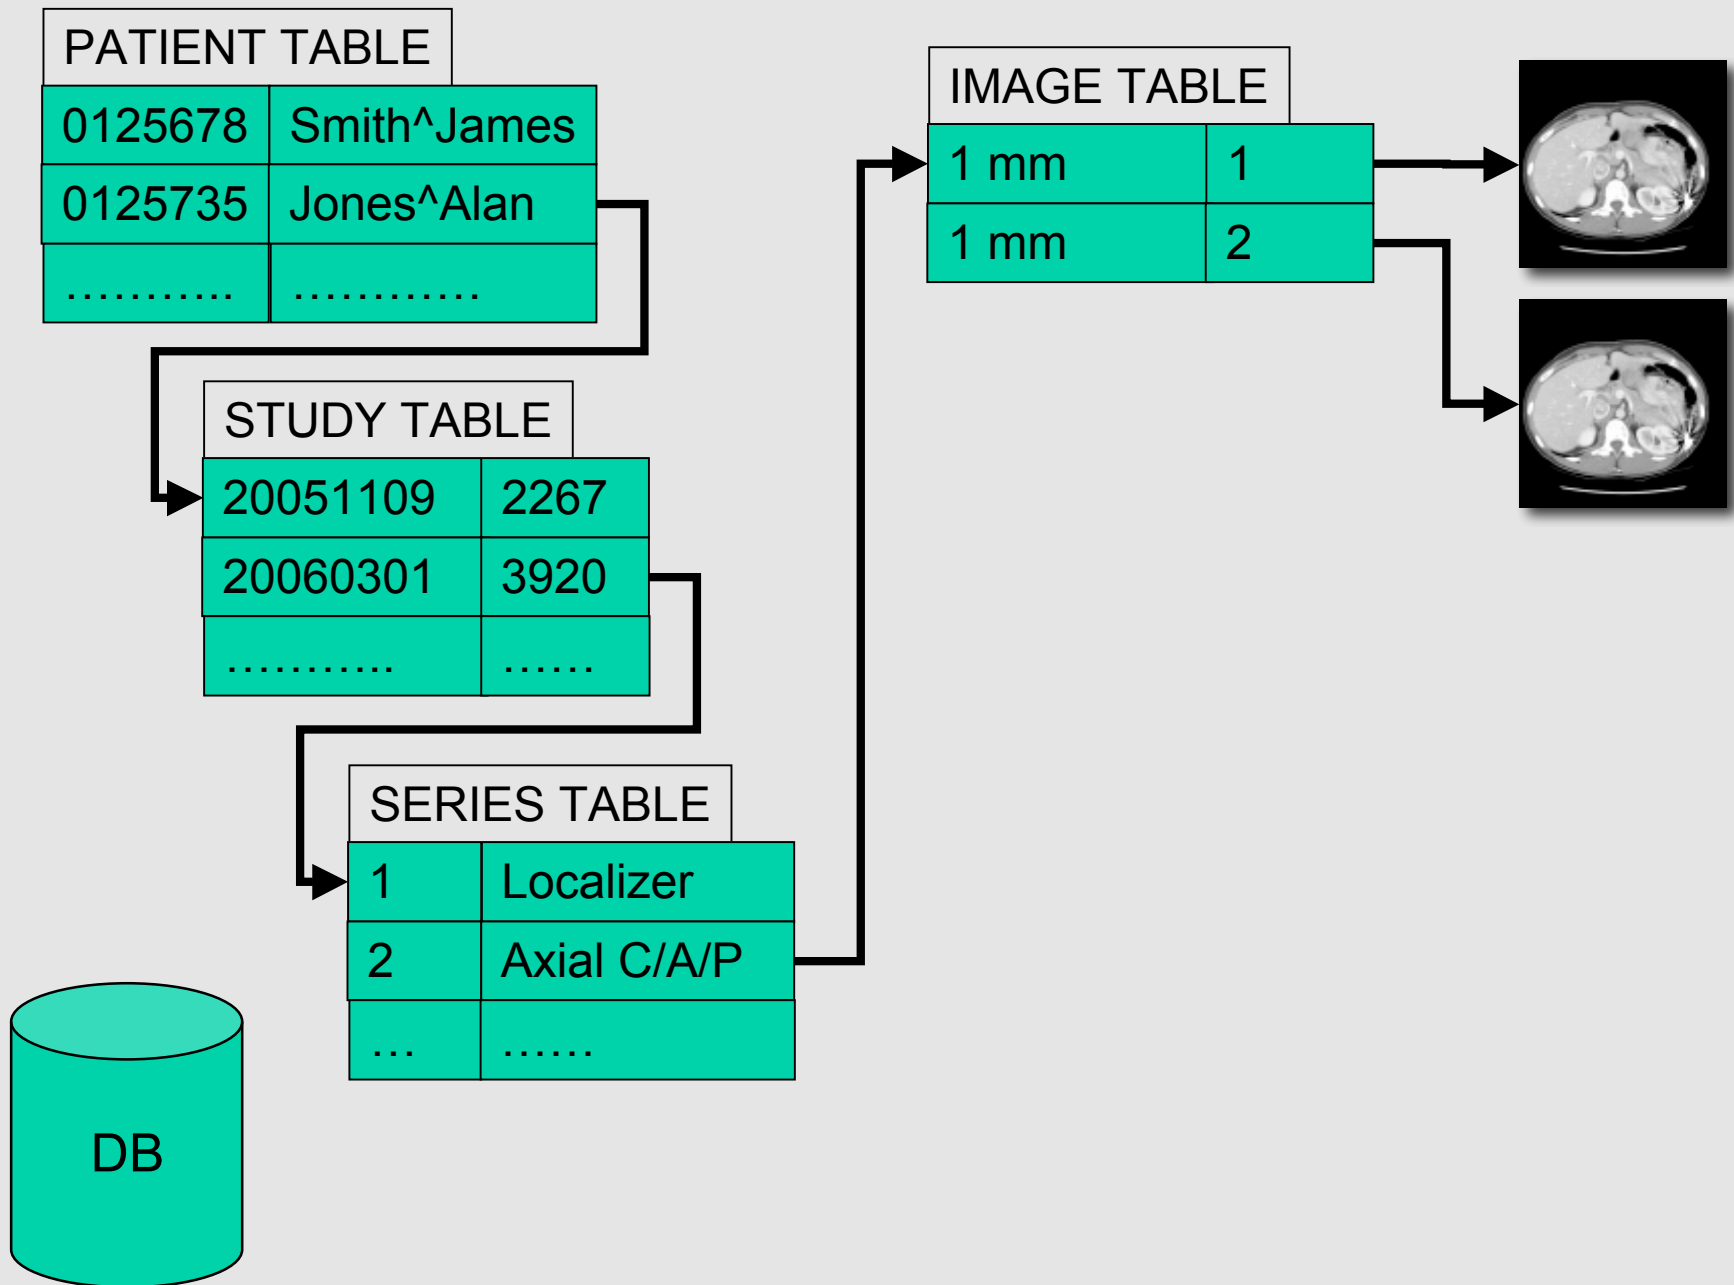 PATIENT TABLE
0125678 Smith^James
0125735 Jones^Alan
……….. …………
STUDY TABLE
20051109 2267
20060301 3920
……….. ……
SERIES TABLE
1 Localizer
2 Axial C/A/P
… ……
DB
IMAGE TABLE
1 mm 1
1 mm 2